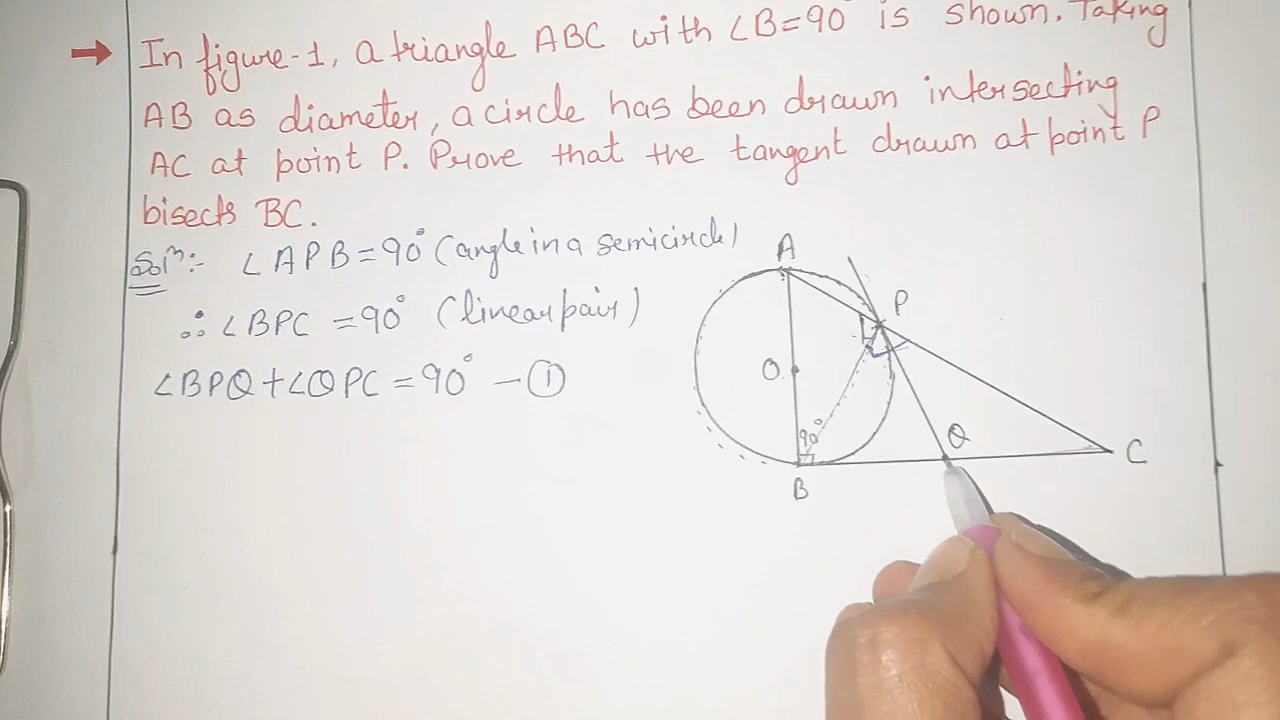 In figure-1, a triangle ABC with ∠B=90° is shown. Taking
AB as diameter, a circle has been drawn intersecting
AC at point P. Prove that the tangent drawn at point P
bisects BC.
Solⁿ:- ∠APB=90° (angle in a semicircle)
∴ ∠BPC =90° (linear pair)
∠BPQ+∠QPC=90° -①
A
P
O
90°
Q
C
B